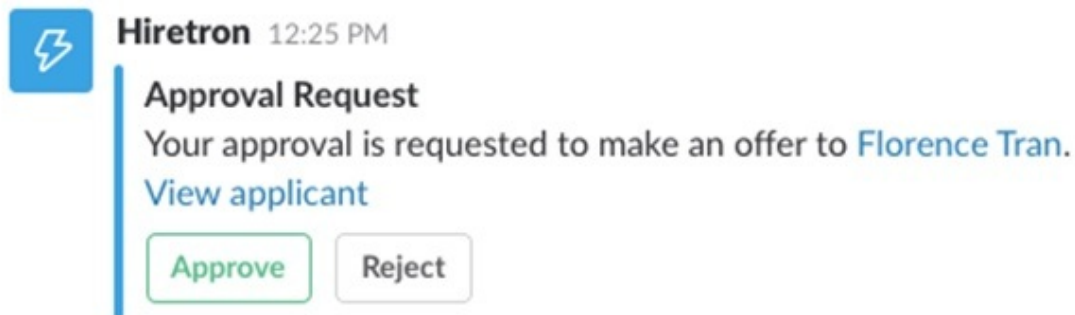 Hiretron 12:25 PM
Approval Request
Your approval is requested to make an offer to Florence Tran.
View applicant
Approve Reject